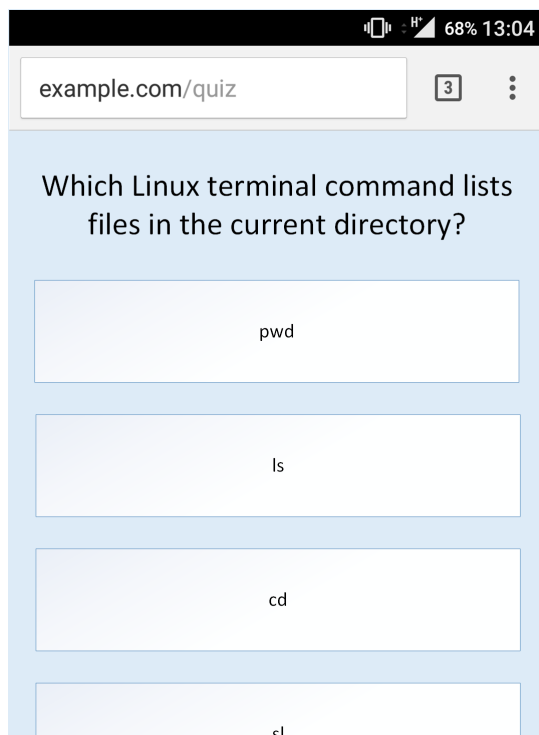 H+ 68% 13:04
example.com/quiz
3
Which Linux terminal command lists
files in the current directory?
pwd
ls
cd
sl